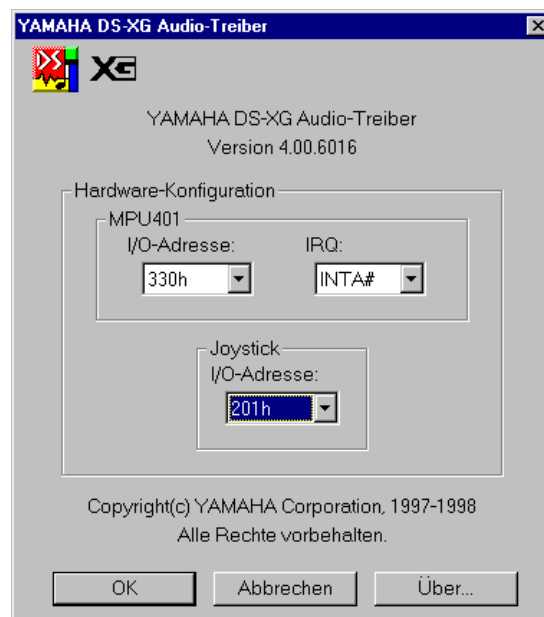 YAMAHA DS-XG Audio-Treiber
DS XG
YAMAHA DS-XG Audio-Treiber
Version 4.00.6016
Hardware-Konfiguration
MPU401
I/O-Adresse: IRQ:
330h INTA#
Joystick
I/O-Adresse:
201h
Copyright(c) YAMAHA Corporation, 1997-1998
Alle Rechte vorbehalten.
OK Abbrechen Über...